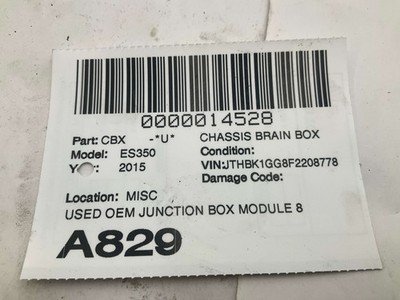 0000014528
Part: CBX -*U* CHASSIS BRAIN BOX
Model: ES350 Condition:
2015 VIN:JTHBK1GG8F2208778
Damage Code:
Location: MISC
USED OEM JUNCTION BOX MODULE 8
A829